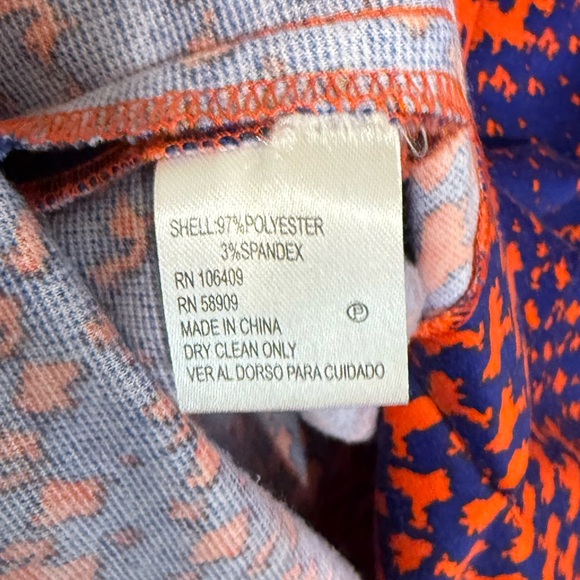 SHELL:97%POLYESTER
3%SPANDEX
RN 106409
RN 58909
P
MADE IN CHINA
DRY CLEAN ONLY
VER AL DORSO PARA CUIDADO